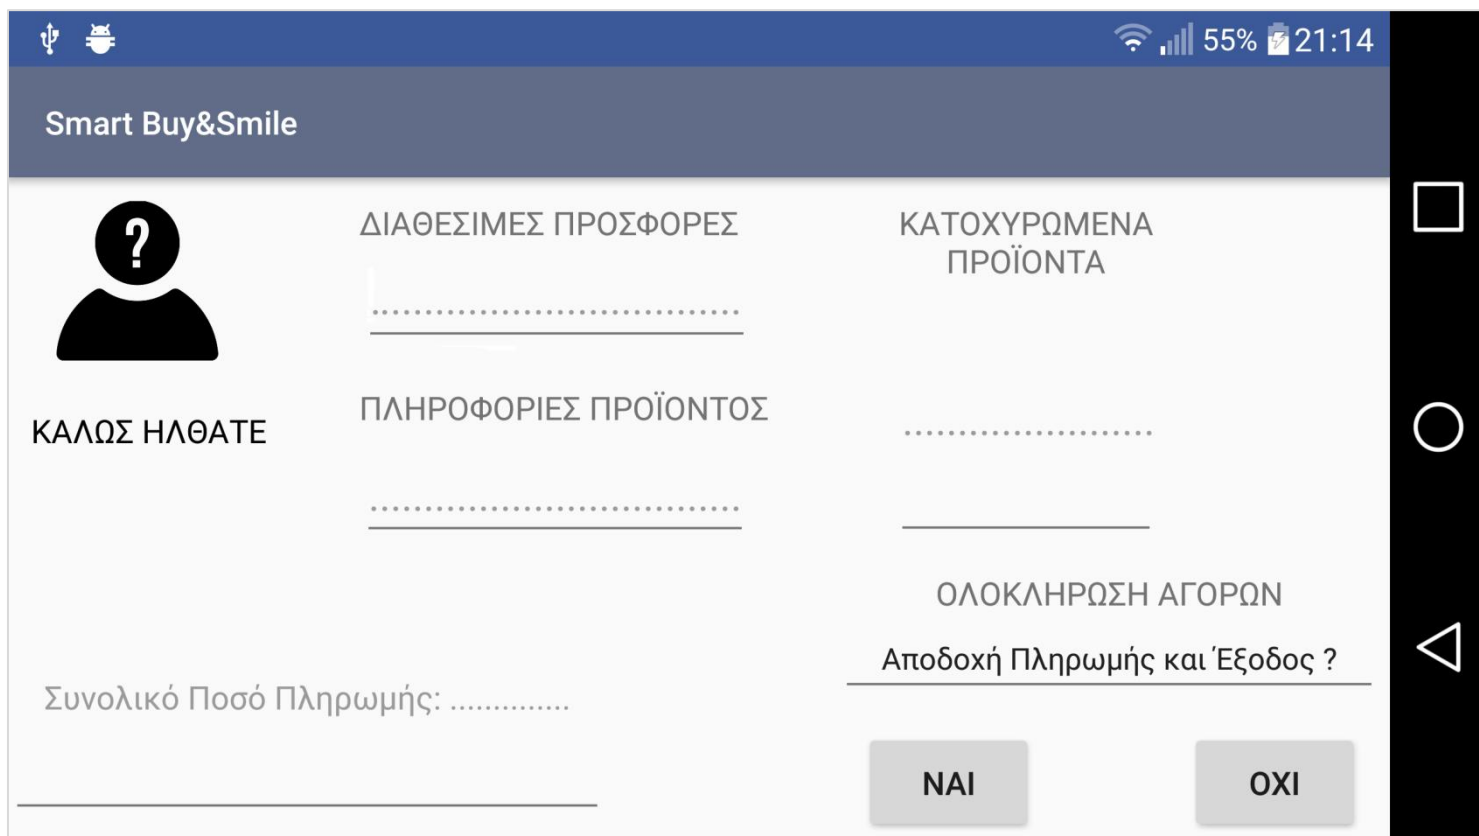 55% 21:14
Smart Buy&Smile
?
ΚΑΛΩΣ ΗΛΘΑΤΕ
ΔΙΑΘΕΣΙΜΕΣ ΠΡΟΣΦΟΡΕΣ
..................................
ΠΛΗΡΟΦΟΡΙΕΣ ΠΡΟΪΟΝΤΟΣ
..................................
ΚΑΤΟΧΥΡΩΜΕΝΑ
ΠΡΟΪΟΝΤΑ
.......................
ΟΛΟΚΛΗΡΩΣΗ ΑΓΟΡΩΝ
Αποδοχή Πληρωμής και Έξοδος ?
Συνολικό Ποσό Πληρωμής: ..............
ΝΑΙ
ΟΧΙ